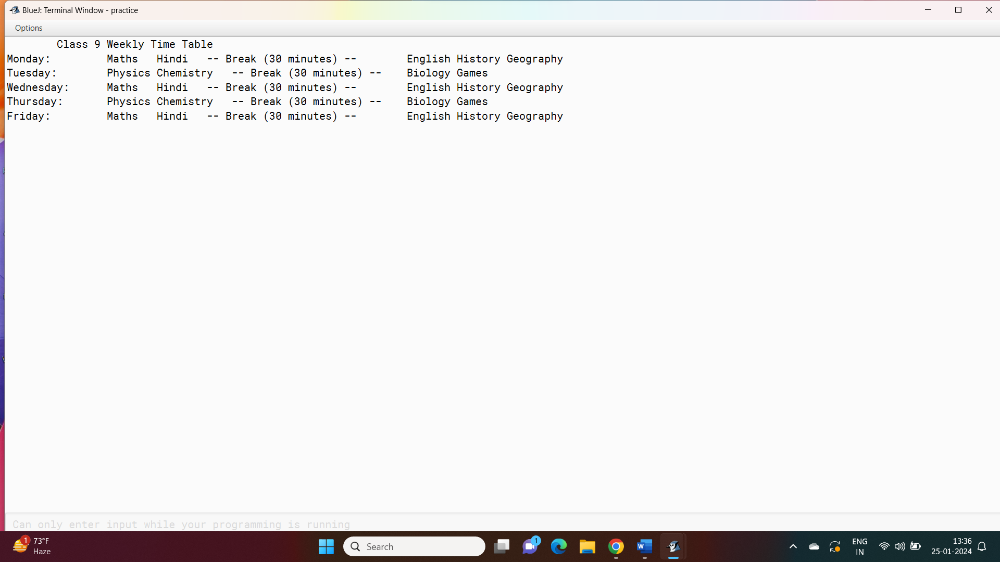 BlueJ: Terminal Window - practice
Options
Class 9 Weekly Time Table
Monday: Maths Hindi -- Break (30 minutes) -- English History Geography
Tuesday: Physics Chemistry -- Break (30 minutes) -- Biology Games
Wednesday: Maths Hindi -- Break (30 minutes) -- English History Geography
Thursday: Physics Chemistry -- Break (30 minutes) -- Biology Games
Friday: Maths Hindi -- Break (30 minutes) -- English History Geography
Can only enter input while your programming is running
1 73°F
Haze
Search
1
W
ENG
IN
13:36
25-01-2024